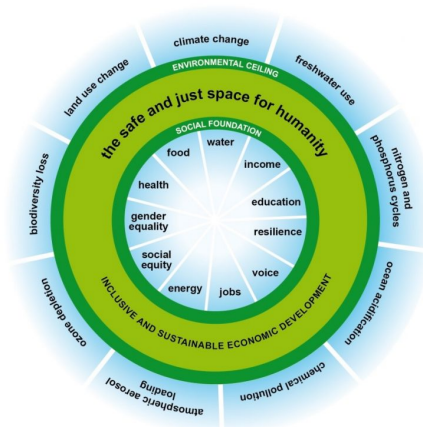 climate change
freshwater use
nitrogen and
phosphorus cycles
ocean acidification
chemical pollution
atmospheric aerosol
loading
ozone depletion
biodiversity loss
land use change
ENVIRONMENTAL CEILING
the safe and just space for humanity
SOCIAL FOUNDATION
water
income
education
resilience
voice
jobs
energy
social
equity
gender
equality
health
food
INCLUSIVE AND SUSTAINABLE ECONOMIC DEVELOPMENT